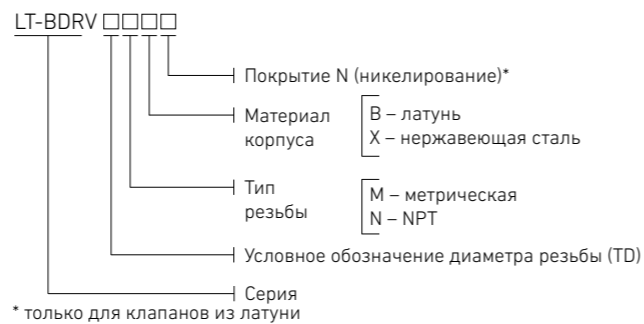 LT-BDRV □□□□
Покрытие N (никелирование)*
Материал
корпуса
B – латунь
X – нержавеющая сталь
Тип
резьбы
M – метрическая
N – NPT
Условное обозначение диаметра резьбы (TD)
Серия
* только для клапанов из латуни